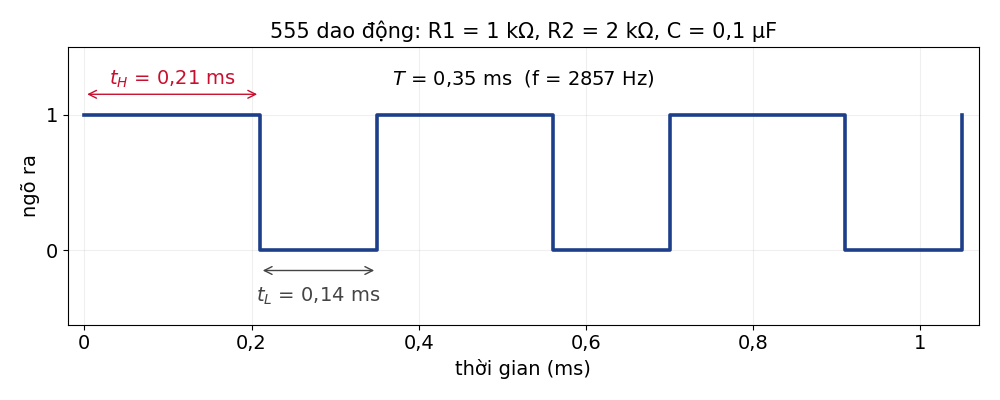 555 dao động: R1 = 1 kΩ, R2 = 2 kΩ, C = 0,1 µF
t_H = 0,21 ms
T = 0,35 ms (f = 2857 Hz)
1
ngõ ra
0
t_L = 0,14 ms
0 0,2 0,4 0,6 0,8 1
thời gian (ms)